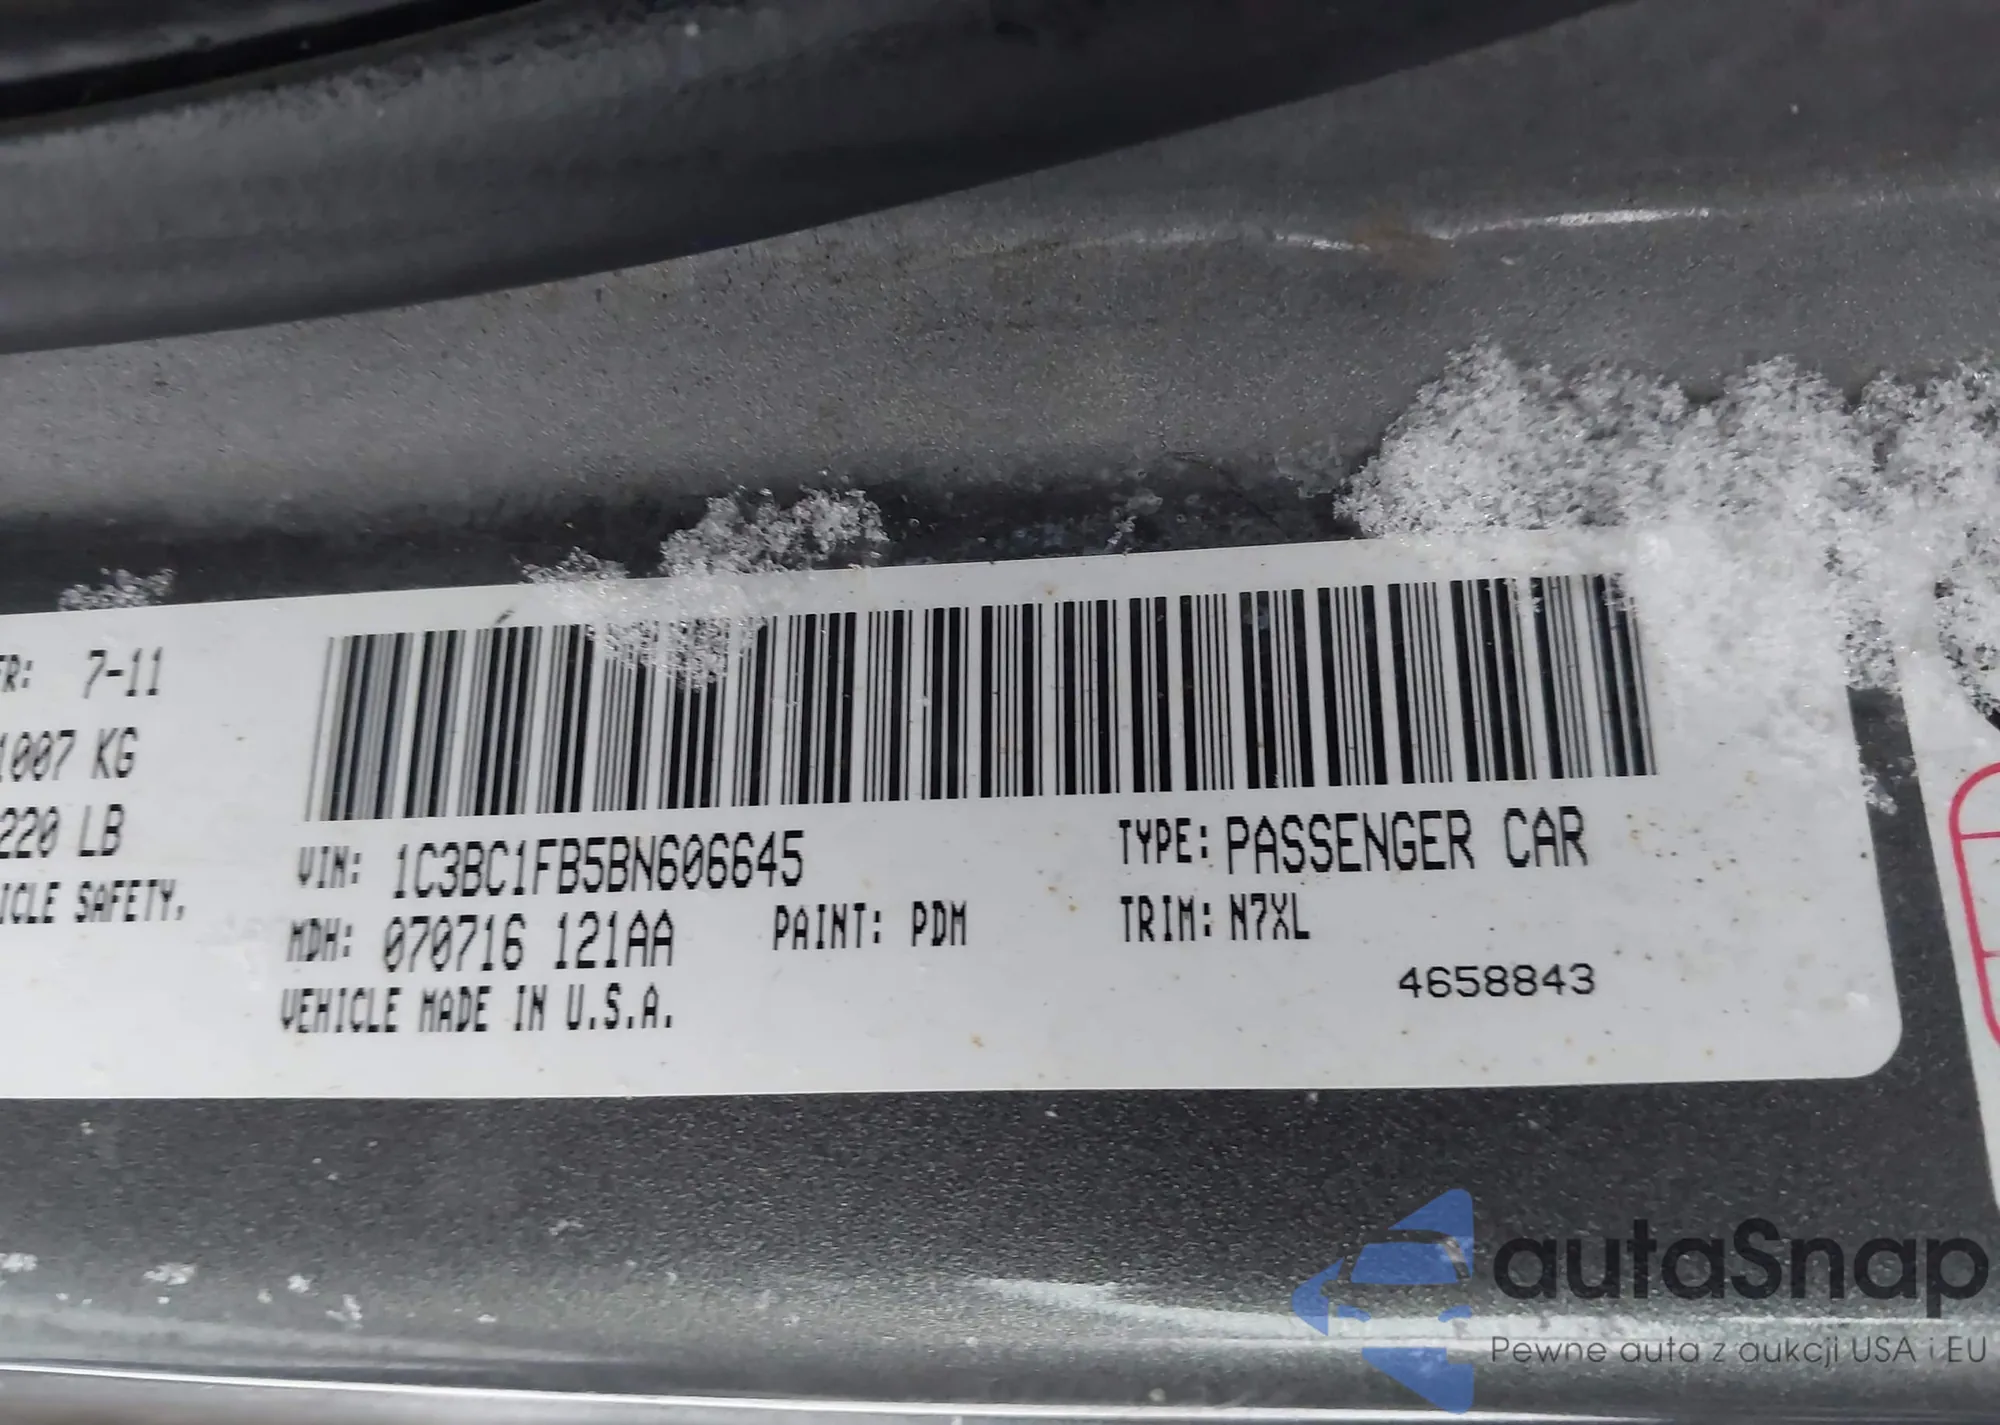 FR: 7-11
1007 KG
220 LB
ICLE SAFETY,
VIN: 1C3BC1FB5BN606645
TYPE: PASSENGER CAR
MDH: 070716 121AA
PAINT: PDM
TRIM: N7XL
VEHICLE MADE IN U.S.A.
4658843
autaSnap
Pewne auta z aukcji USA i EU